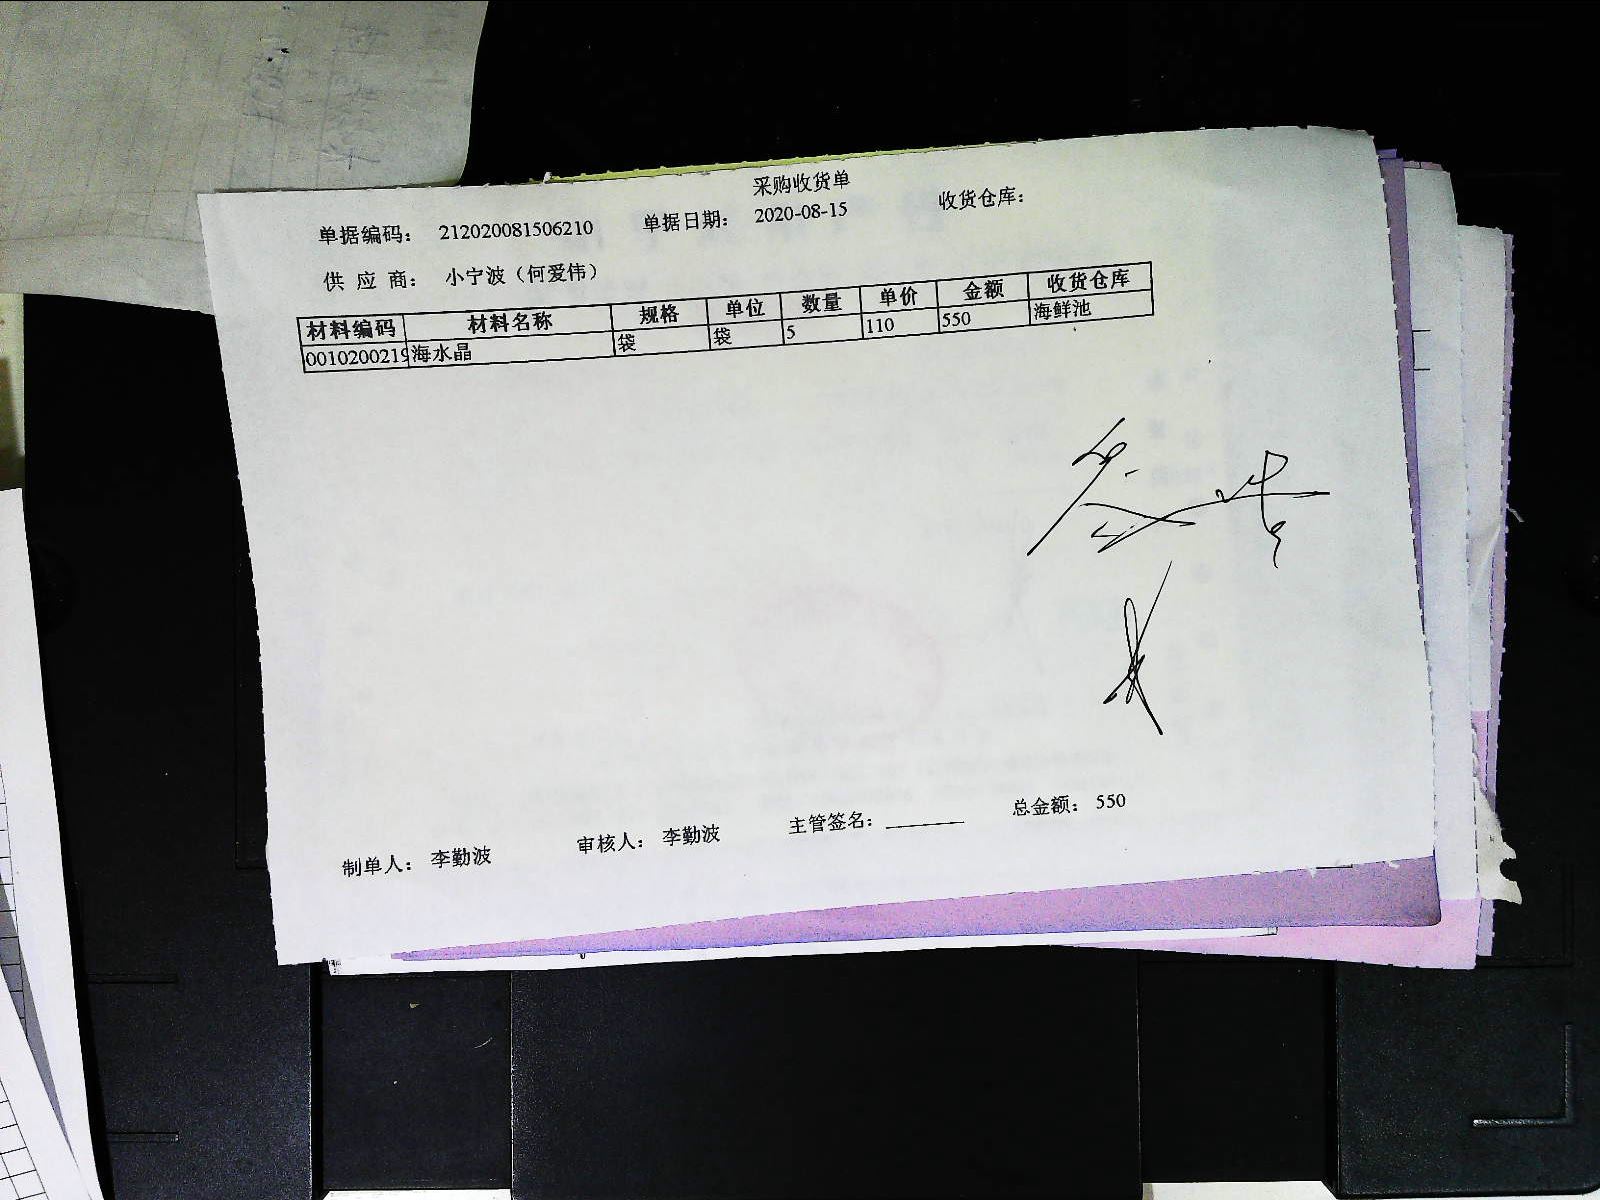 采购收货单
单据编码： 212020081506210 单据日期： 2020-08-15 收货仓库：
供 应 商： 小宁波（何爱伟）
材料编码 材料名称 规格 单位 数量 单价 金额 收货仓库
0010200219 海水晶 袋 袋 5 110 550 海鲜池
制单人： 李勤波 审核人： 李勤波 主管签名： 总金额： 550